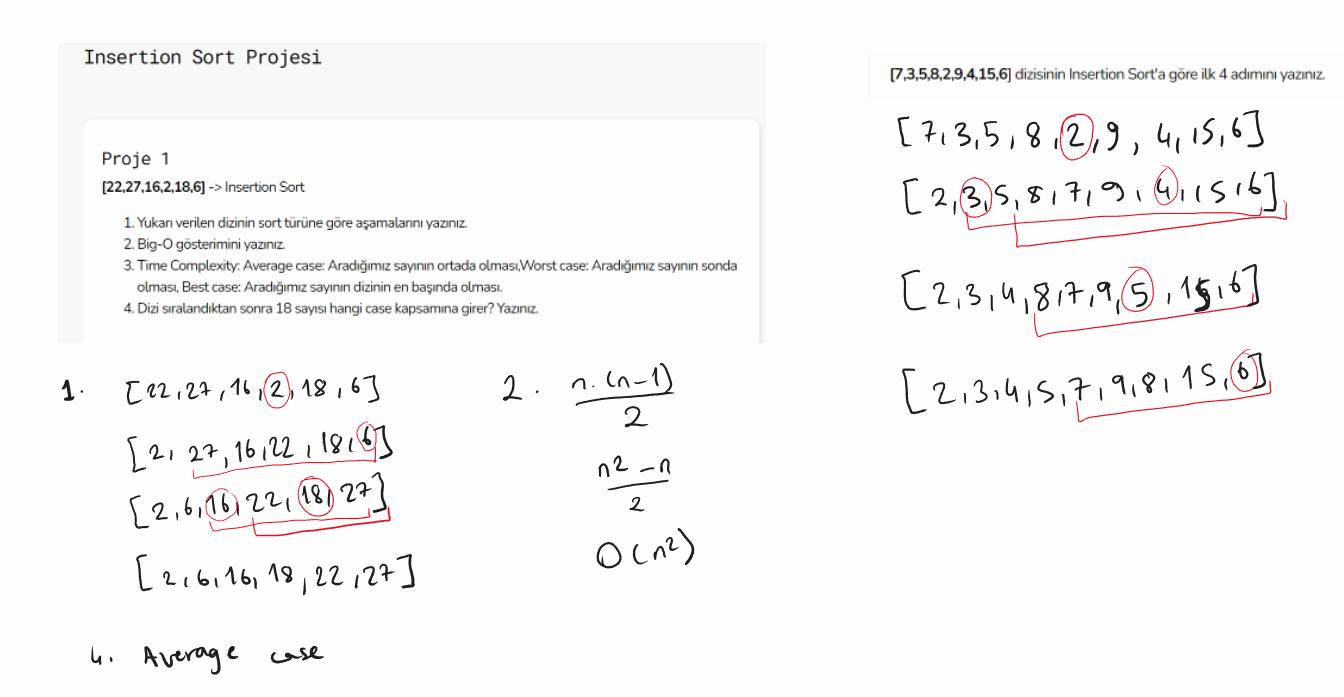 Insertion Sort Projesi
Proje 1
[22,27,16,2,18,6] -> Insertion Sort
1. Yukarı verilen dizinin sort türüne göre aşamalarını yazınız.
2. Big-O gösterimini yazınız.
3. Time Complexity: Average case: Aradığımız sayının ortada olması,Worst case: Aradığımız sayının sonda
olması, Best case: Aradığımız sayının dizinin en başında olması.
4. Dizi sıralandıktan sonra 18 sayısı hangi case kapsamına girer? Yazınız.
1. [22,27,16,2,18,6]
[2, 27,16,22,18,6]
[2,6,16,22,18,27]
[2,6,16,18,22,27]
4. Average case
2. n.(n-1)
2
n2 -n
2
O(n2)
[7,3,5,8,2,9,4,15,6] dizisinin Insertion Sort'a göre ilk 4 adımını yazınız.
[7,3,5,8,2,9,4,15,6]
[2,3,5,8,7,9,4,15,6]
[2,3,4,8,7,9,5,15,6]
[2,3,4,5,7,9,8,15,6]